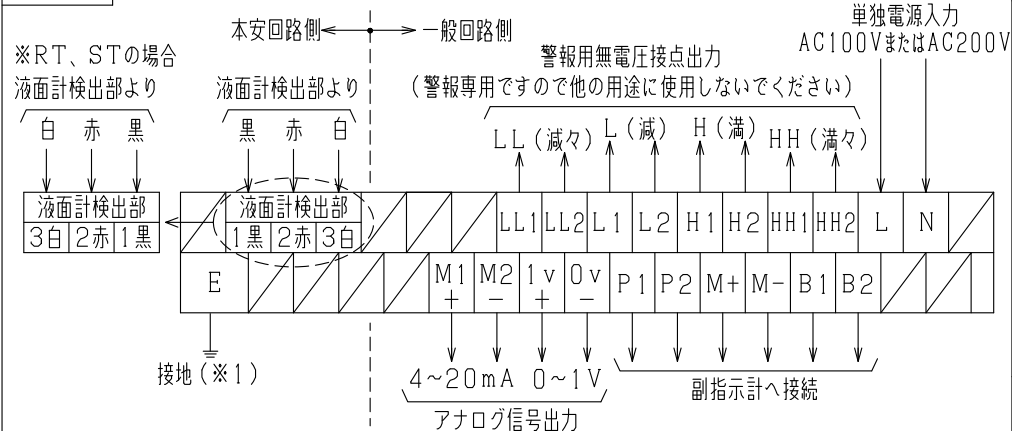 本安回路側 一般回路側
単独電源入力
AC100VまたはAC200V
※RT、STの場合
液面計検出部より
白 赤 黒
液面計検出部より
黒 赤 白
警報用無電圧接点出力
(警報専用ですので他の用途に使用しないでください)
LL(減々) L(減) H(満) HH(満々)
液面計検出部
3白 2赤 1黒
液面計検出部
1黒 2赤 3白
LL1 LL2 L1 L2 H1 H2 HH1 HH2 L N
E M1+ M2- 1v+ 0v- P1 P2 M+ M- B1 B2
接地(※1)
4~20mA 0~1V
アナログ信号出力
副指示計へ接続